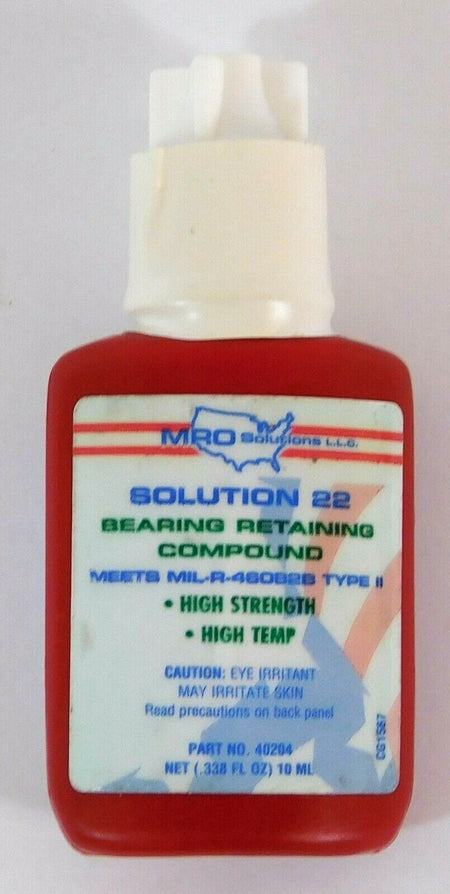 MRO Solutions L.L.C.
SOLUTION 22
BEARING RETAINING
COMPOUND
MEETS MIL-R-46082B TYPE II
• HIGH STRENGTH
• HIGH TEMP
CAUTION: EYE IRRITANT
MAY IRRITATE SKIN
Read precautions on back panel
PART NO. 40204
NET (.338 FL OZ) 10 ML
CG1567